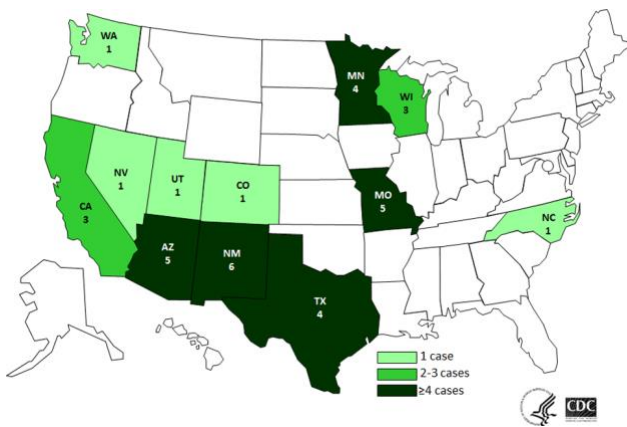 WA
1
MN
4
WI
3
NV
1
UT
1
CO
1
CA
3
MO
5
NC
1
AZ
5
NM
6
TX
4
1 case
2-3 cases
≥4 cases
CDC